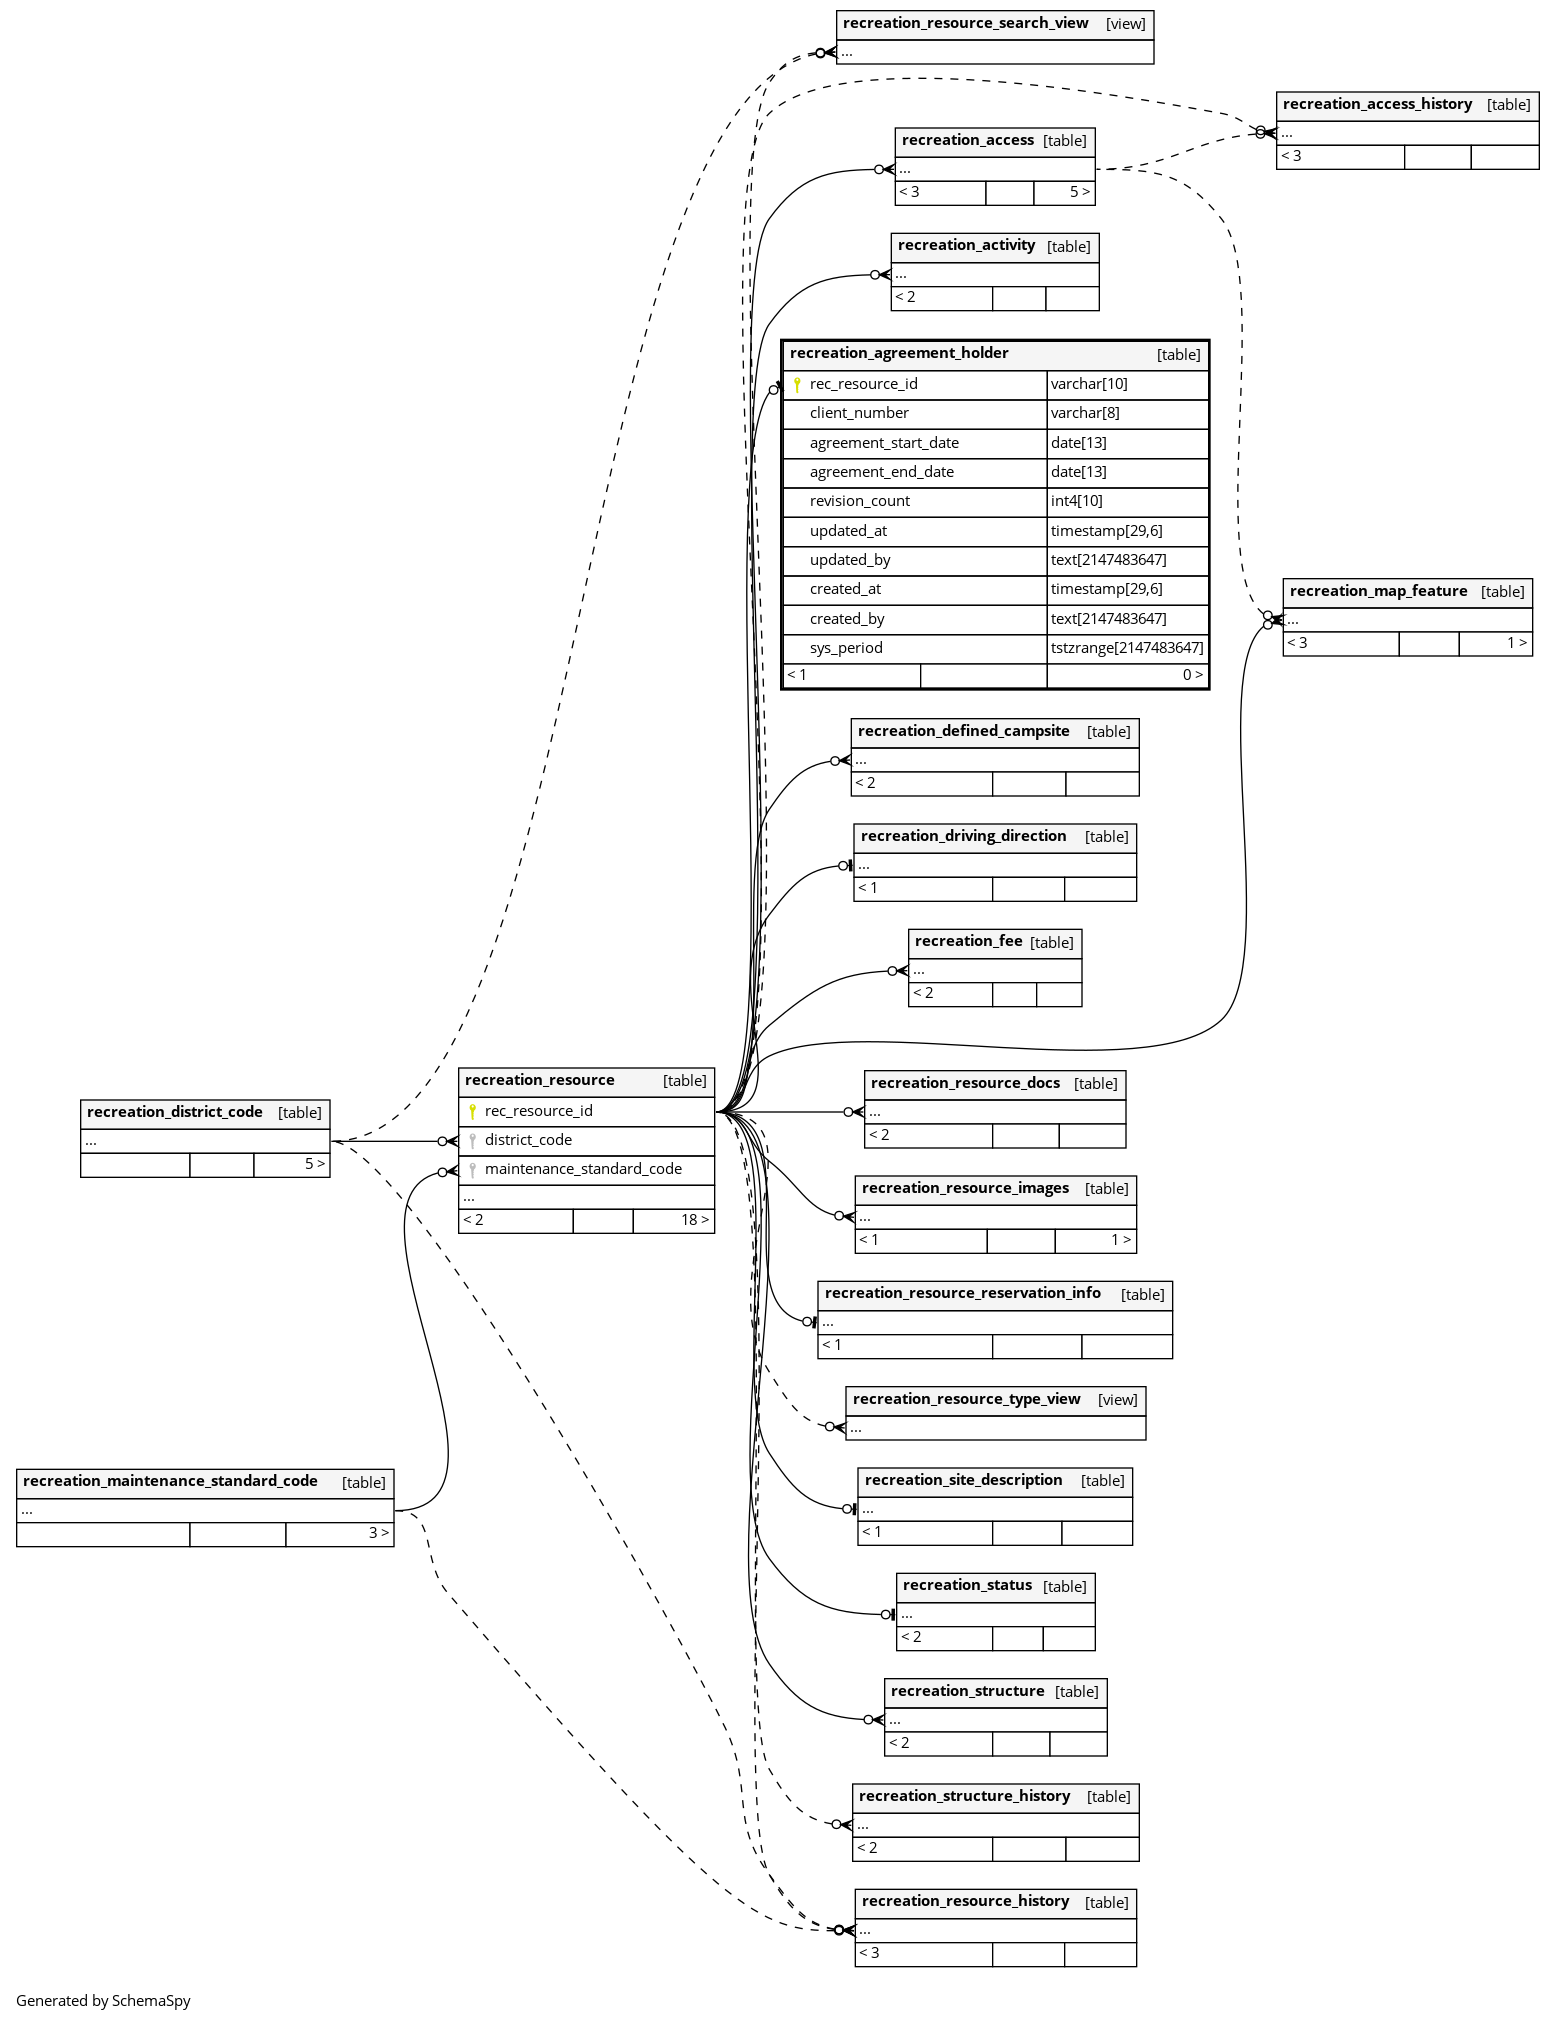 recreation_resource_search_view [view]
...
recreation_access_history [table]
...
< 3
recreation_access [table]
...
< 3 5 >
recreation_activity [table]
...
< 2
recreation_agreement_holder [table]
rec_resource_id varchar[10]
client_number varchar[8]
agreement_start_date date[13]
agreement_end_date date[13]
revision_count int4[10]
updated_at timestamp[29,6]
updated_by text[2147483647]
created_at timestamp[29,6]
created_by text[2147483647]
sys_period tstzrange[2147483647]
< 1 0 >
recreation_map_feature [table]
...
< 3 1 >
recreation_defined_campsite [table]
...
< 2
recreation_driving_direction [table]
...
< 1
recreation_fee [table]
...
< 2
recreation_resource [table]
rec_resource_id
district_code
maintenance_standard_code
...
< 2 18 >
recreation_district_code [table]
...
5 >
recreation_resource_docs [table]
...
< 2
recreation_resource_images [table]
...
< 1 1 >
recreation_resource_reservation_info [table]
...
< 1
recreation_resource_type_view [view]
...
recreation_maintenance_standard_code [table]
...
3 >
recreation_site_description [table]
...
< 1
recreation_status [table]
...
< 2
recreation_structure [table]
...
< 2
recreation_structure_history [table]
...
< 2
recreation_resource_history [table]
...
< 3
Generated by SchemaSpy